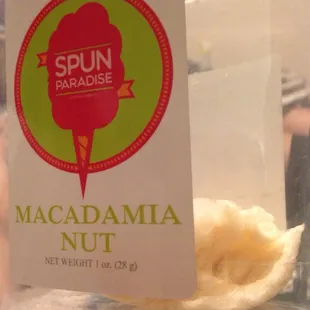 SPUN
PARADISE
MACADAMIA
NUT
NET WEIGHT 1 oz. (28 g)